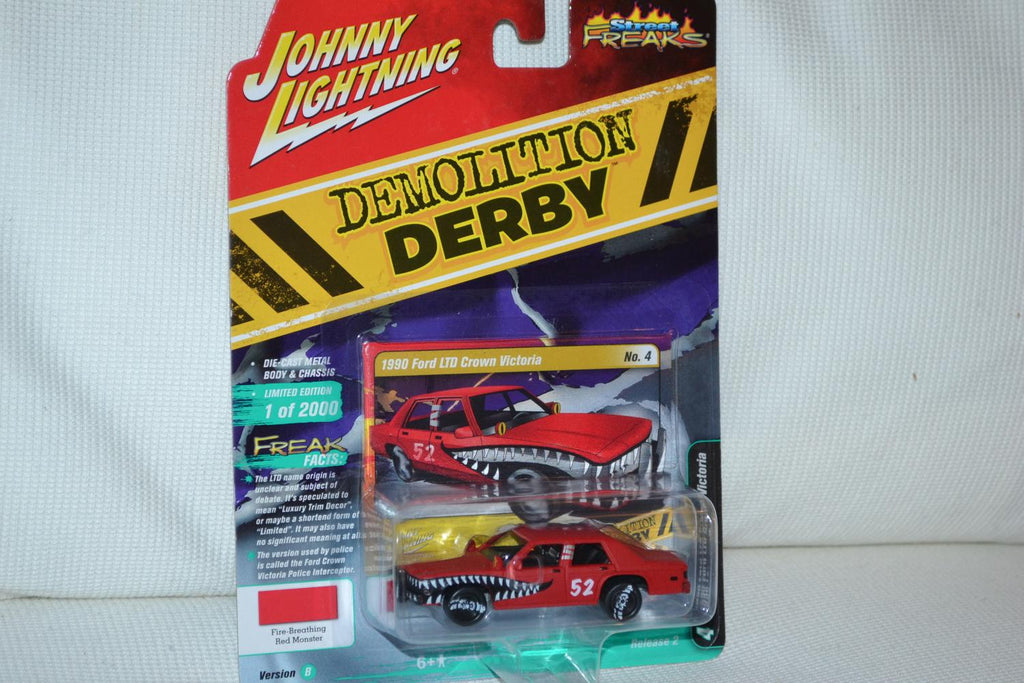 JOHNNY
LIGHTNING®
Street
FREAKS®
DEMOLITION
DERBY™
• DIE-CAST METAL
BODY & CHASSIS
• LIMITED EDITION
1 of 2000
FREAK
FACTS:
The LTD name origin is
unclear and subject of
debate. It's speculated to
mean "Luxury Trim Decor",
or maybe a shortend form of
"Limited". It may also have
no significant meaning at all.
The version used by police
is called the Ford Crown
Victoria Police Interceptor.
Fire-Breathing
Red Monster
Version B
1990 Ford LTD Crown Victoria
No. 4
52
52
Victoria
4
6+
Release 2